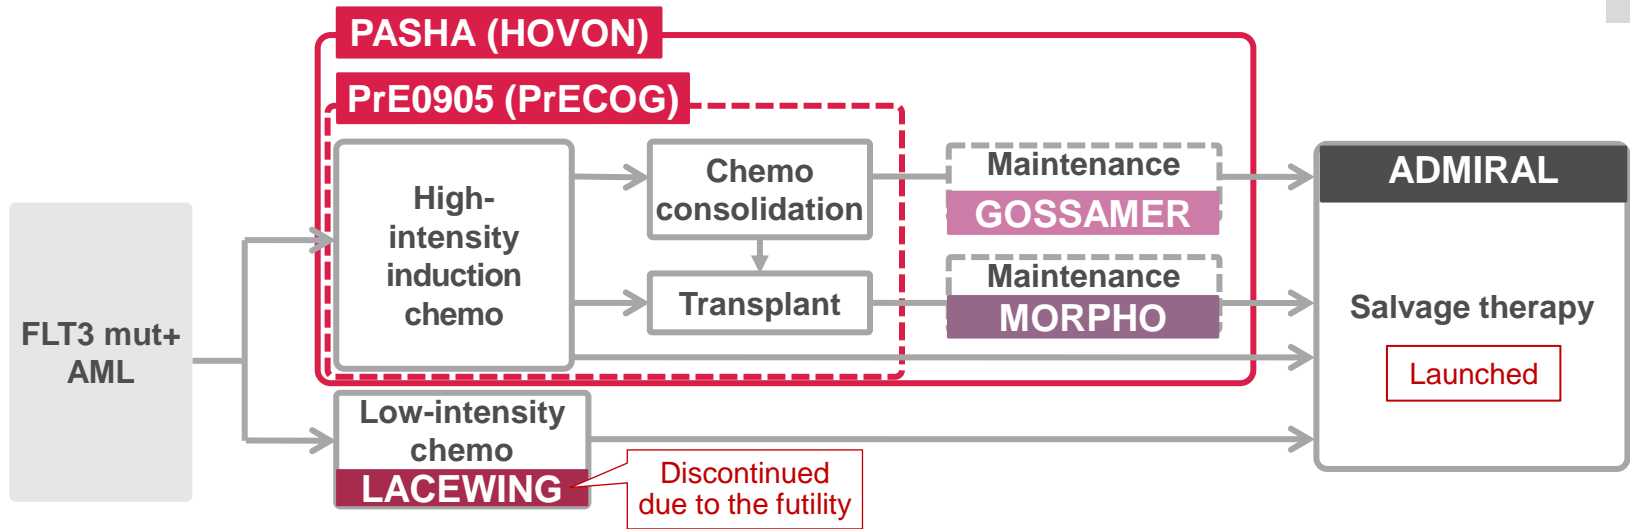 PASHA (HOVON)
PrE0905 (PrECOG)
FLT3 mut+
AML
High-
intensity
induction
chemo
Chemo
consolidation
Transplant
Maintenance
GOSSAMER
Maintenance
MORPHO
Low-intensity
chemo
LACEWING
Discontinued
due to the futility
ADMIRAL
Salvage therapy
Launched